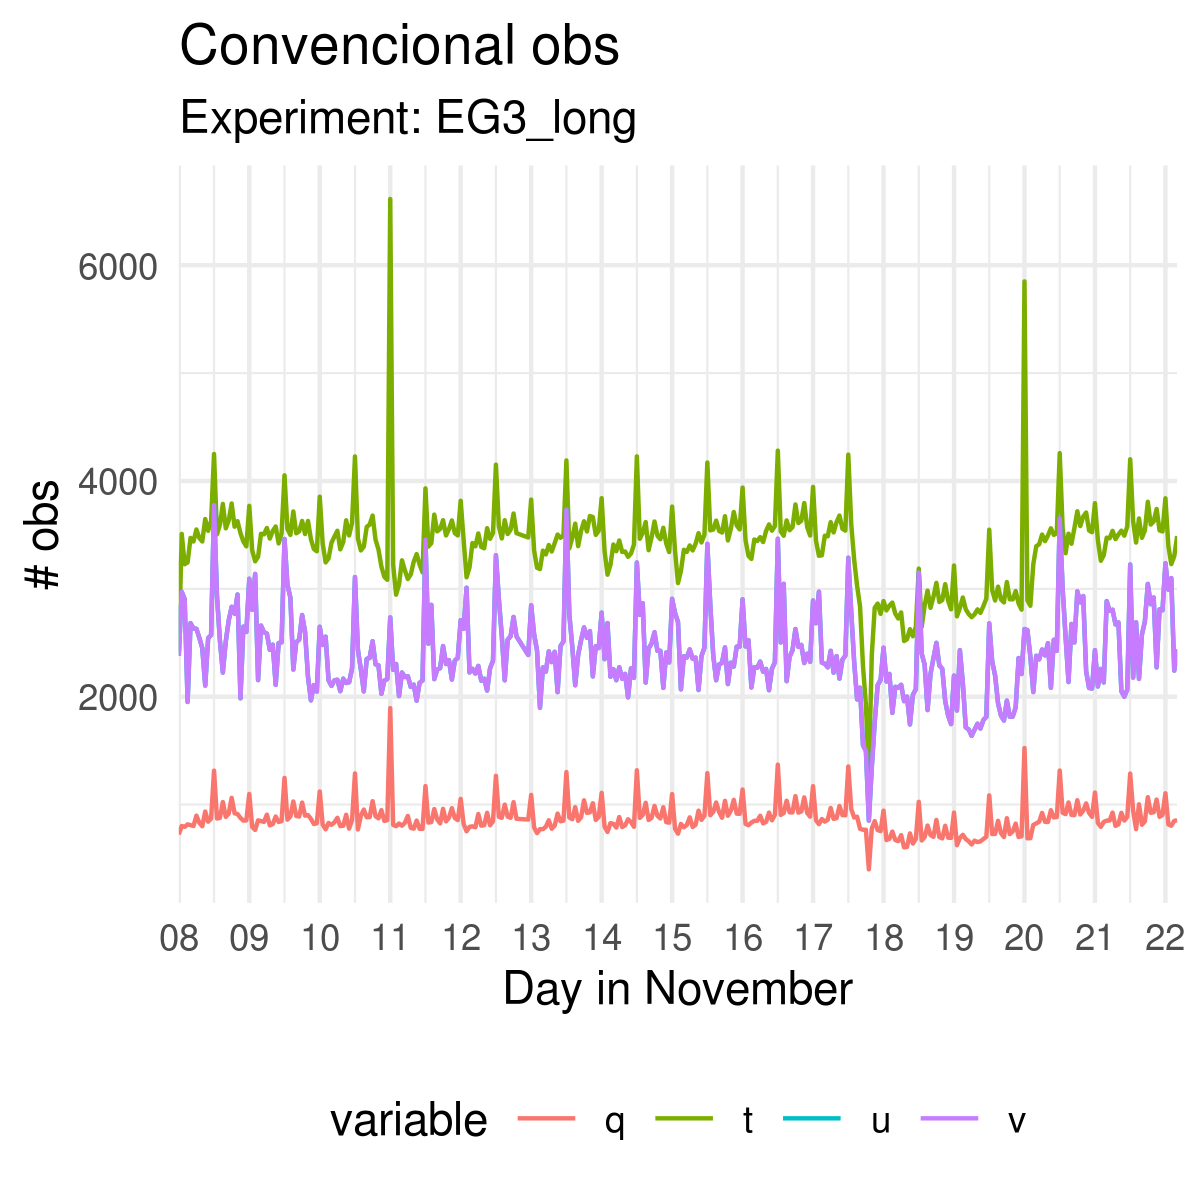 Convencional obs
Experiment: EG3_long
6000
4000
2000
# obs
08 09 10 11 12 13 14 15 16 17 18 19 20 21 22
Day in November
variable q t u v